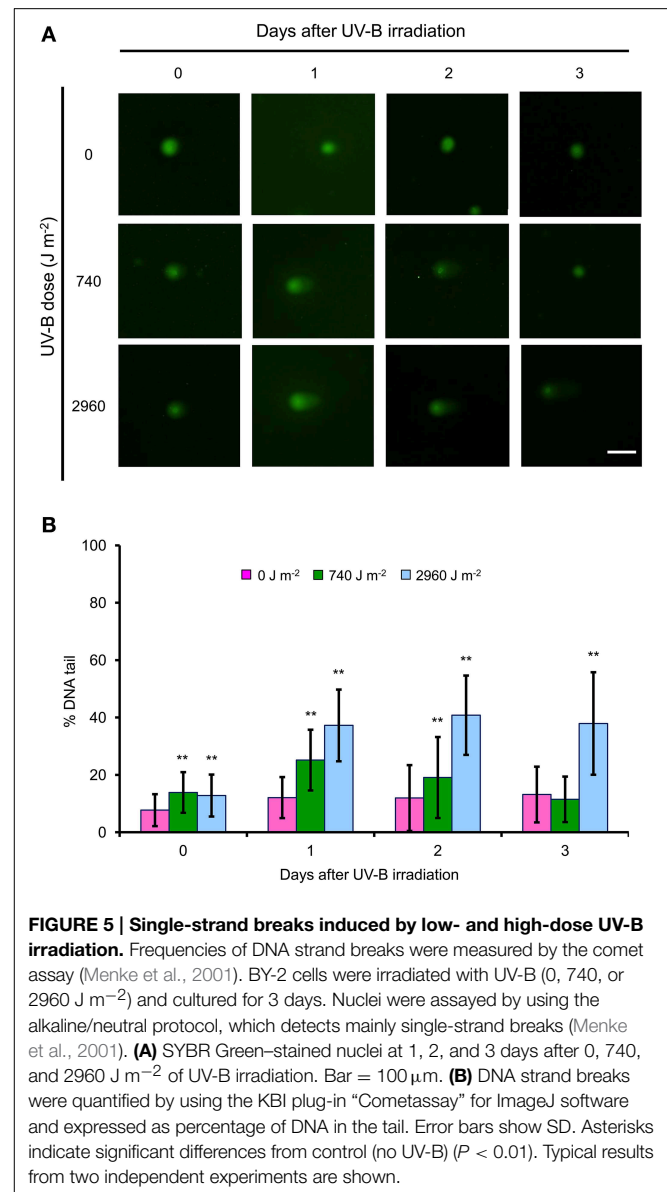 A
Days after UV-B irradiation
0 1 2 3
UV-B dose (J m⁻²)
0
740
2960
B
100
80
60
40
20
0
% DNA tail
0 J m⁻² 740 J m⁻² 2960 J m⁻²
** **
** **
** **
**
0 1 2 3
Days after UV-B irradiation
FIGURE 5 | Single-strand breaks induced by low- and high-dose UV-B
irradiation. Frequencies of DNA strand breaks were measured by the comet
assay (Menke et al., 2001). BY-2 cells were irradiated with UV-B (0, 740, or
2960 J m⁻²) and cultured for 3 days. Nuclei were assayed by using the
alkaline/neutral protocol, which detects mainly single-strand breaks (Menke
et al., 2001). (A) SYBR Green–stained nuclei at 1, 2, and 3 days after 0, 740,
and 2960 J m⁻² of UV-B irradiation. Bar = 100 μm. (B) DNA strand breaks
were quantified by using the KBI plug-in “Cometassay” for ImageJ software
and expressed as percentage of DNA in the tail. Error bars show SD. Asterisks
indicate significant differences from control (no UV-B) (P < 0.01). Typical results
from two independent experiments are shown.